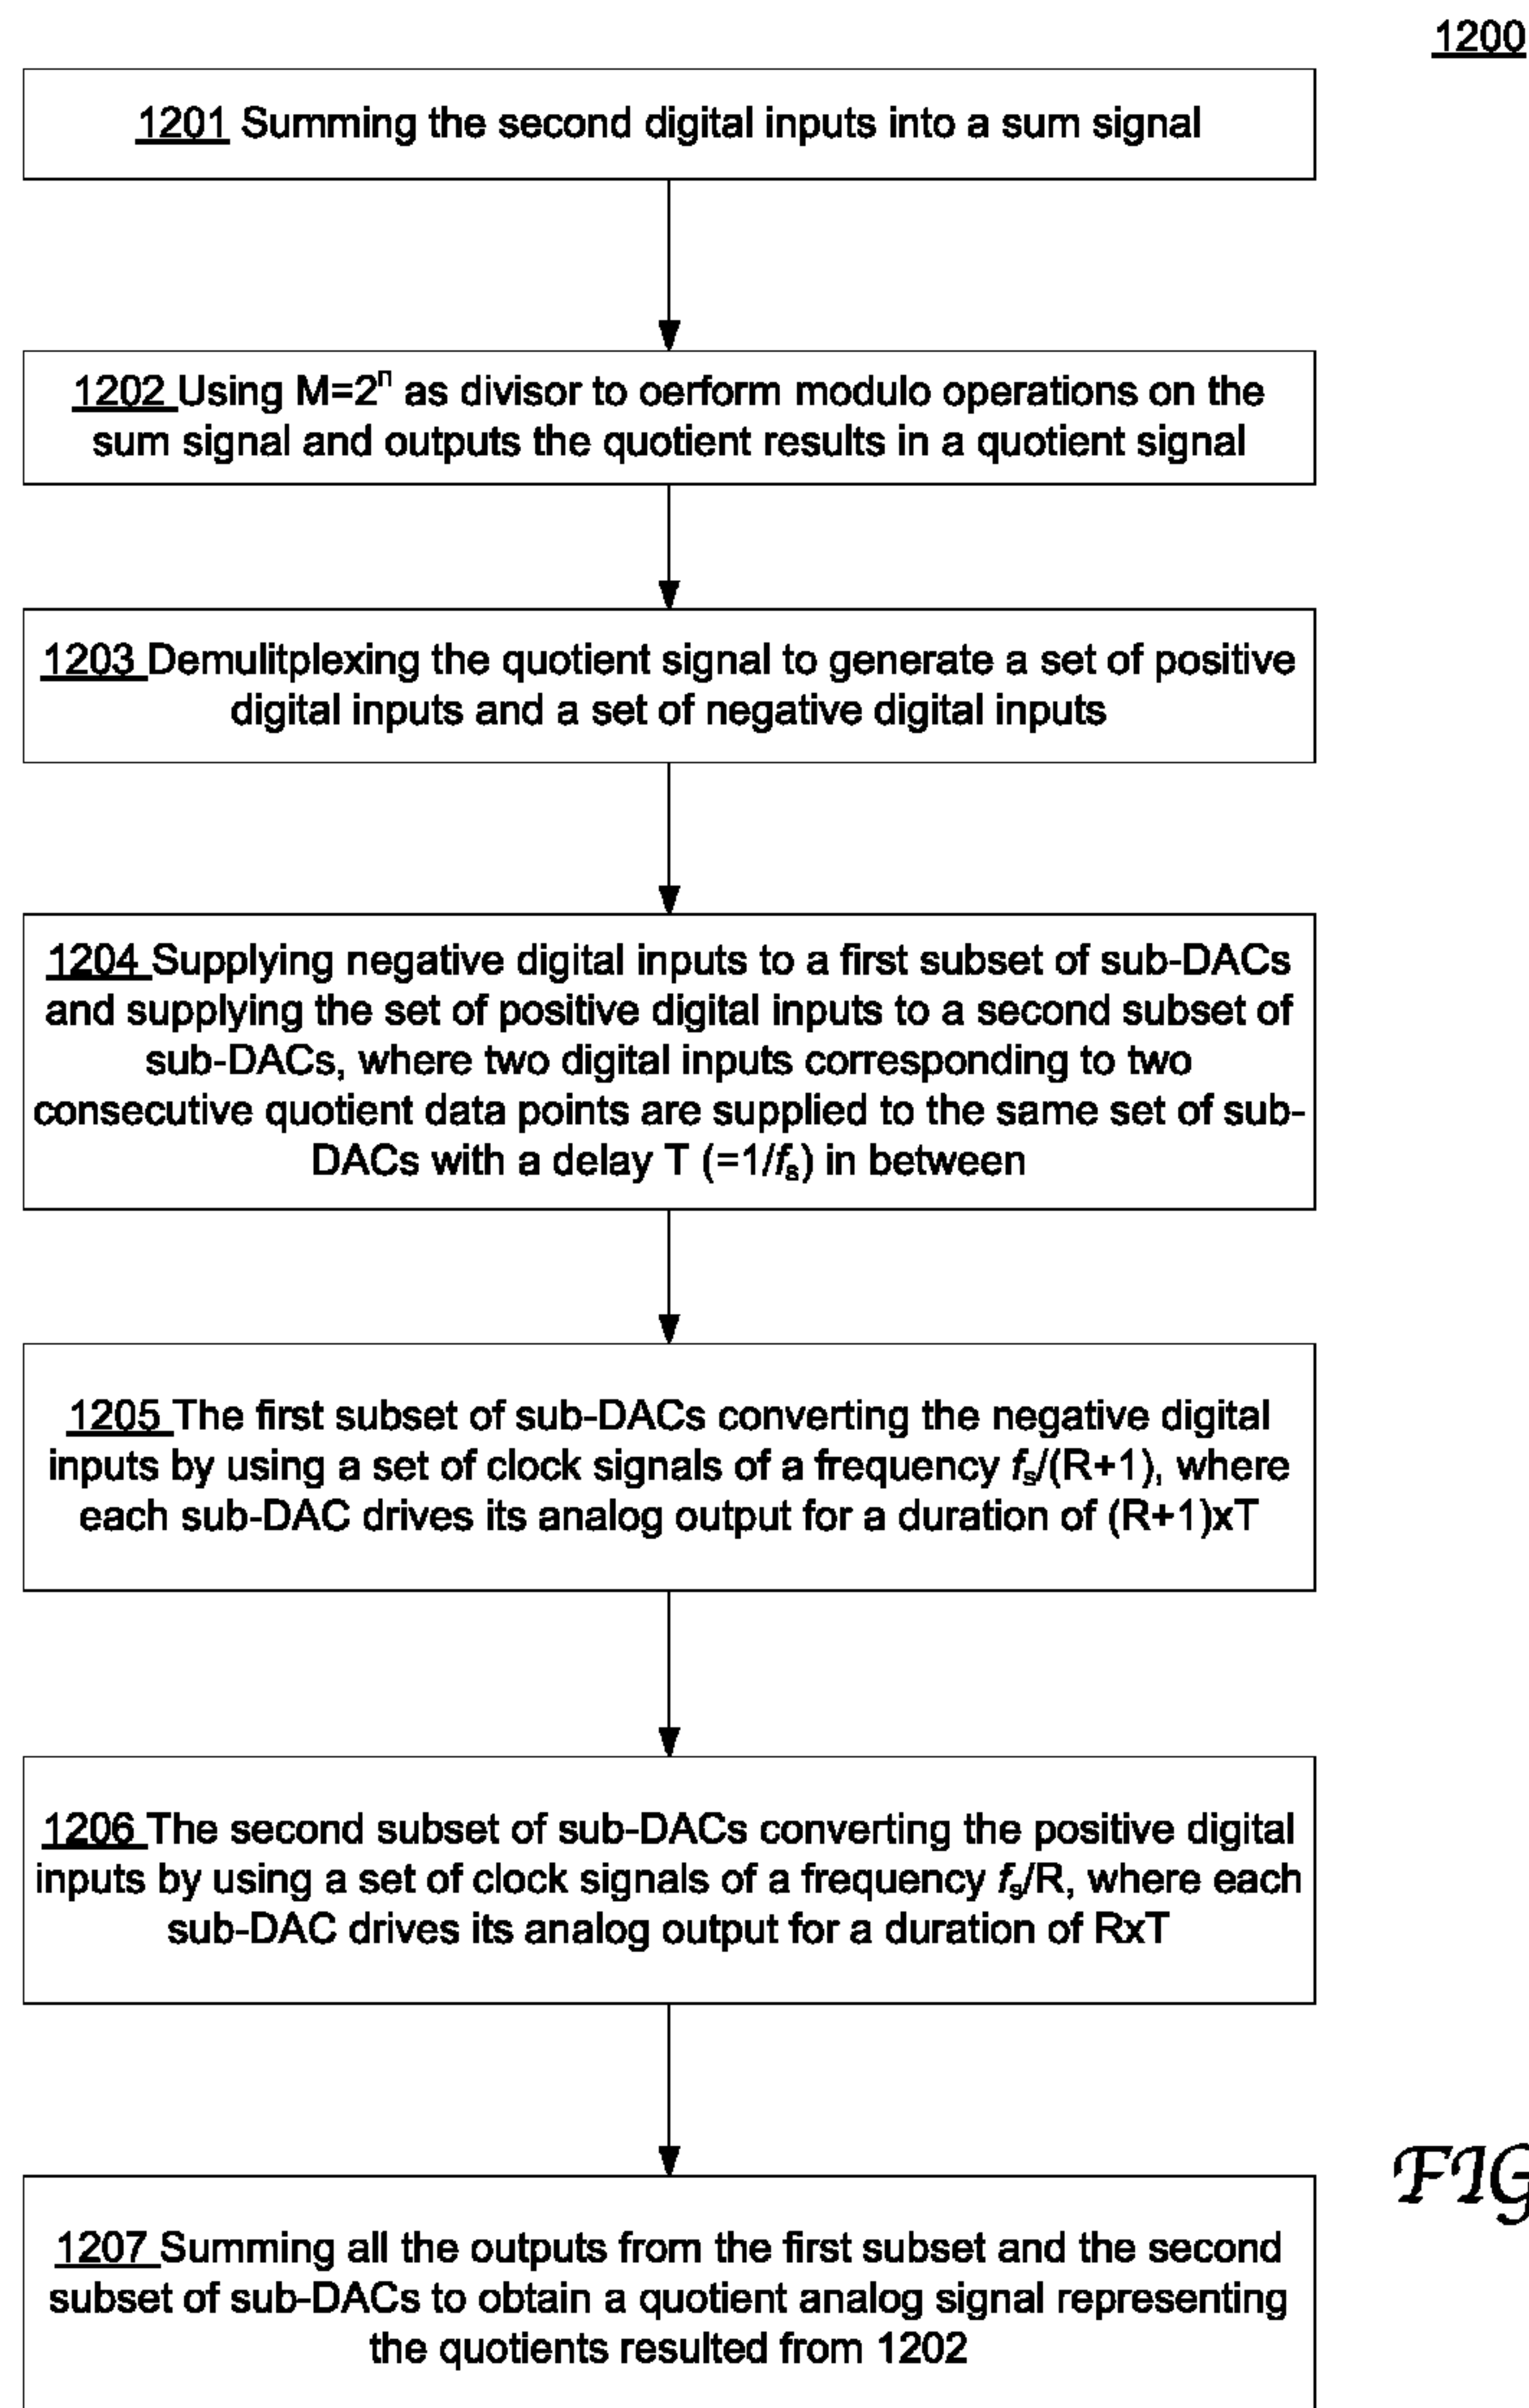 1200
1201 Summing the second digital inputs into a sum signal
1202 Using M=2ⁿ as divisor to oerform modulo operations on the
sum signal and outputs the quotient results in a quotient signal
1203 Demulitplexing the quotient signal to generate a set of positive
digital inputs and a set of negative digital inputs
1204 Supplying negative digital inputs to a first subset of sub-DACs
and supplying the set of positive digital inputs to a second subset of
sub-DACs, where two digital inputs corresponding to two
consecutive quotient data points are supplied to the same set of sub-
DACs with a delay T (=1/fₛ) in between
1205 The first subset of sub-DACs converting the negative digital
inputs by using a set of clock signals of a frequency fₛ/(R+1), where
each sub-DAC drives its analog output for a duration of (R+1)xT
1206 The second subset of sub-DACs converting the positive digital
inputs by using a set of clock signals of a frequency fₛ/R, where each
sub-DAC drives its analog output for a duration of RxT
FIG
1207 Summing all the outputs from the first subset and the second
subset of sub-DACs to obtain a quotient analog signal representing
the quotients resulted from 1202